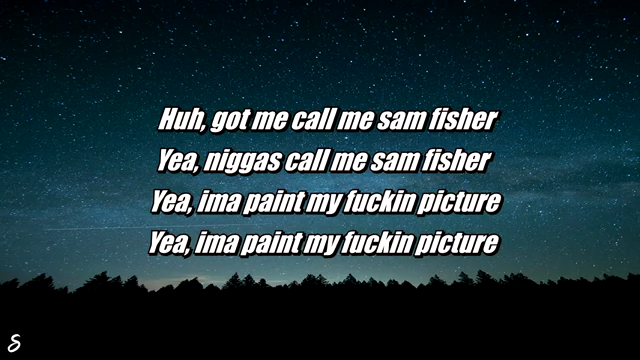 Huh, got me call me sam fisher
Yea, niggas call me sam fisher
Yea, ima paint my fuckin picture
Yea, ima paint my fuckin picture
S